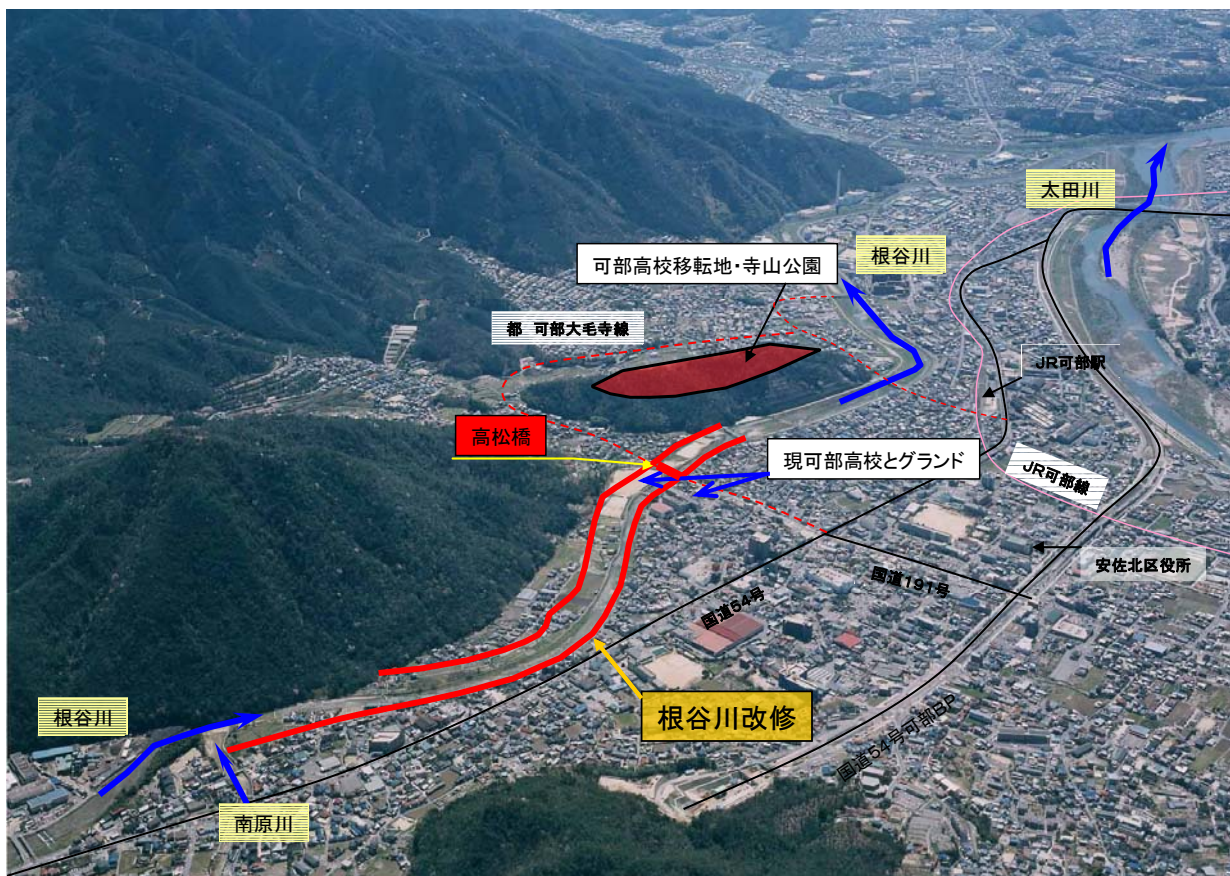 太田川
根谷川
可部高校移転地・寺山公園
都 可部大毛寺線
JR可部駅
高松橋
現可部高校とグランド
JR可部線
安佐北区役所
国道191号
国道54号
根谷川改修
根谷川
国道54号可部BP
南原川